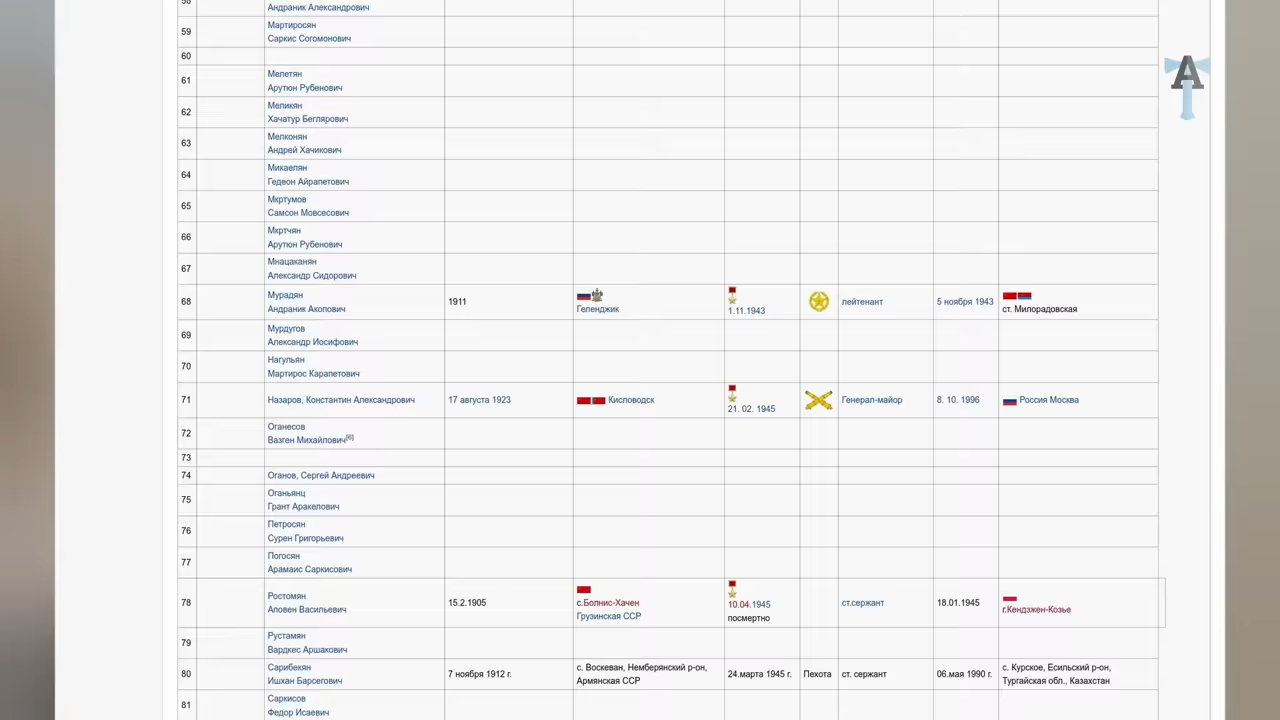 58
Андраник Александрович
59
Мартиросян
Саркис Согомонович
60
61
Мелетян
Арутюн Рубенович
62
Меликян
Хачатур Беглярович
63
Мелконян
Андрей Хачикович
64
Микаелян
Гедеон Айрапетович
65
Мкртумов
Самсон Мовсесович
66
Мкртчян
Арутюн Рубенович
67
Мнацаканян
Александр Сидорович
68
Мурадян
Андраник Акопович
1911
Геленджик
1.11.1943
лейтенант
5 ноября 1943
ст. Милорадовская
69
Мурдугов
Александр Иосифович
70
Нагульян
Мартирос Карапетович
71
Назаров, Константин Александрович
17 августа 1923
Кисловодск
21. 02. 1945
Генерал-майор
8. 10. 1996
Россия Москва
72
Оганесов
Вазген Михайлович[6]
73
74
Оганов, Сергей Андреевич
75
Оганьянц
Грант Аракелович
76
Петросян
Сурен Григорьевич
77
Погосян
Арамаис Саркисович
78
Ростомян
Аповен Васильевич
15.2.1905
с.Болнис-Хачен
Грузинская ССР
10.04.1945
посмертно
ст.сержант
18.01.1945
г.Кендзжен-Козье
79
Рустамян
Вардкес Аршакович
80
Сарибекян
Ишхан Барсегович
7 ноября 1912 г.
с. Воскеван, Немберянский р-он,
Армянская ССР
24.марта 1945 г.
Пехота
ст. сержант
06.мая 1990 г.
с. Курское, Есильский р-он,
Тургайская обл., Казахстан
81
Саркисов
Федор Исаевич
A